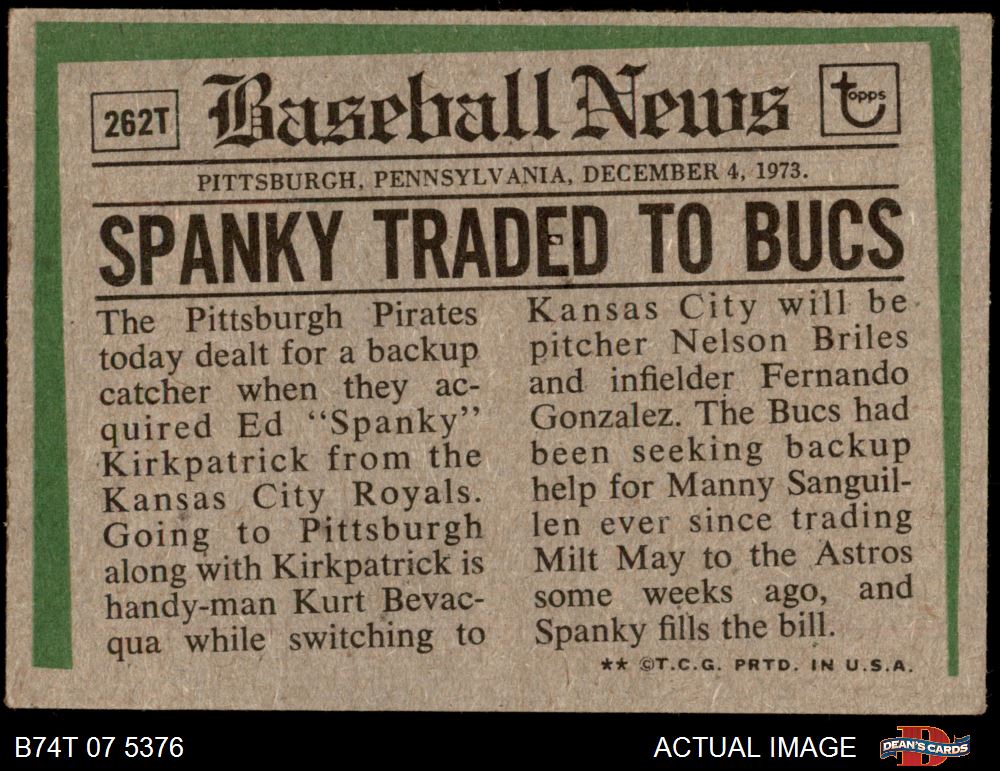 262T
Baseball News
topps
PITTSBURGH, PENNSYLVANIA, DECEMBER 4, 1973.
SPANKY TRADED TO BUCS
The Pittsburgh Pirates
today dealt for a backup
catcher when they ac-
quired Ed "Spanky"
Kirkpatrick from the
Kansas City Royals.
Going to Pittsburgh
along with Kirkpatrick is
handy-man Kurt Bevac-
qua while switching to
Kansas City will be
pitcher Nelson Briles
and infielder Fernando
Gonzalez. The Bucs had
been seeking backup
help for Manny Sanguil-
len ever since trading
Milt May to the Astros
some weeks ago, and
Spanky fills the bill.
** ©T.C.G. PRTD. IN U.S.A.
B74T 07 5376
ACTUAL IMAGE
DEAN'S CARDS